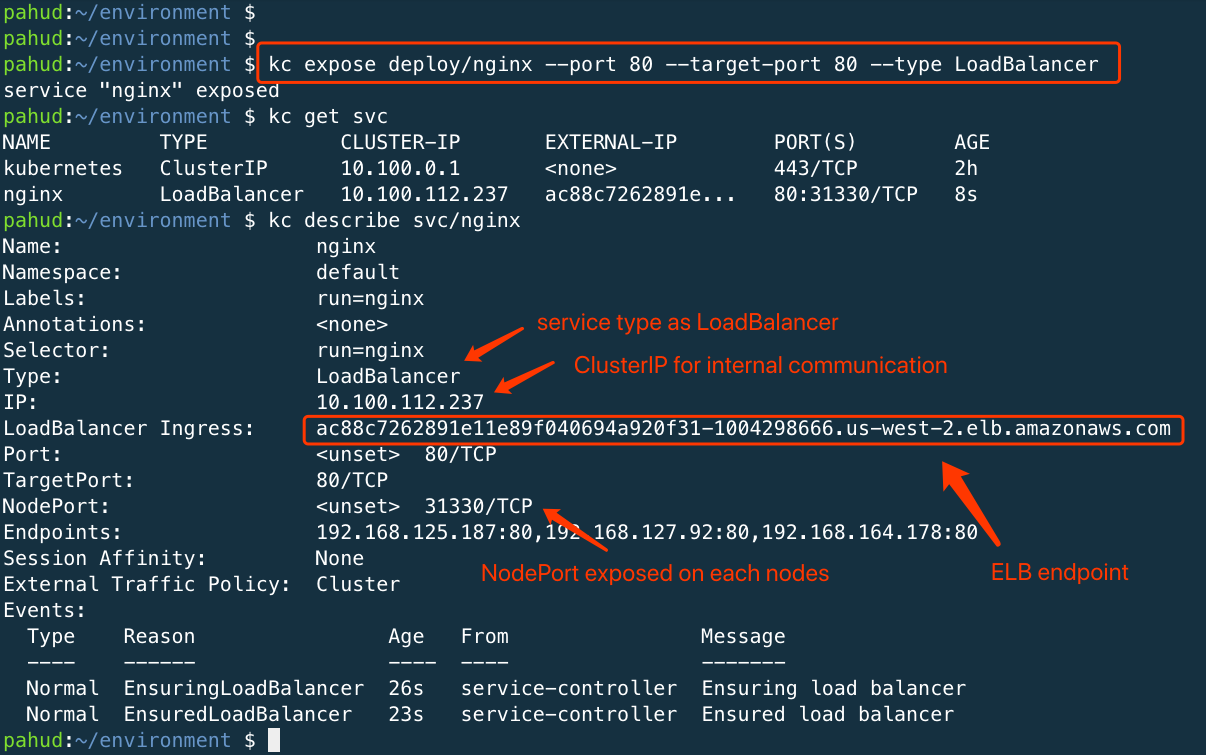 pahud:~/environment $
pahud:~/environment $
pahud:~/environment $ kc expose deploy/nginx --port 80 --target-port 80 --type LoadBalancer
service "nginx" exposed
pahud:~/environment $ kc get svc
NAME TYPE CLUSTER-IP EXTERNAL-IP PORT(S) AGE
kubernetes ClusterIP 10.100.0.1 <none> 443/TCP 2h
nginx LoadBalancer 10.100.112.237 ac88c7262891e... 80:31330/TCP 8s
pahud:~/environment $ kc describe svc/nginx
Name: nginx
Namespace: default
Labels: run=nginx
Annotations: <none>
service type as LoadBalancer
Selector: run=nginx
ClusterIP for internal communication
Type: LoadBalancer
IP: 10.100.112.237
LoadBalancer Ingress: ac88c7262891e11e89f040694a920f31-1004298666.us-west-2.elb.amazonaws.com
Port: <unset> 80/TCP
TargetPort: 80/TCP
NodePort: <unset> 31330/TCP
Endpoints: 192.168.125.187:80,192.168.127.92:80,192.168.164.178:80
Session Affinity: None
NodePort exposed on each nodes
ELB endpoint
External Traffic Policy: Cluster
Events:
Type Reason Age From Message
---- ------ ---- ---- -------
Normal EnsuringLoadBalancer 26s service-controller Ensuring load balancer
Normal EnsuredLoadBalancer 23s service-controller Ensured load balancer
pahud:~/environment $